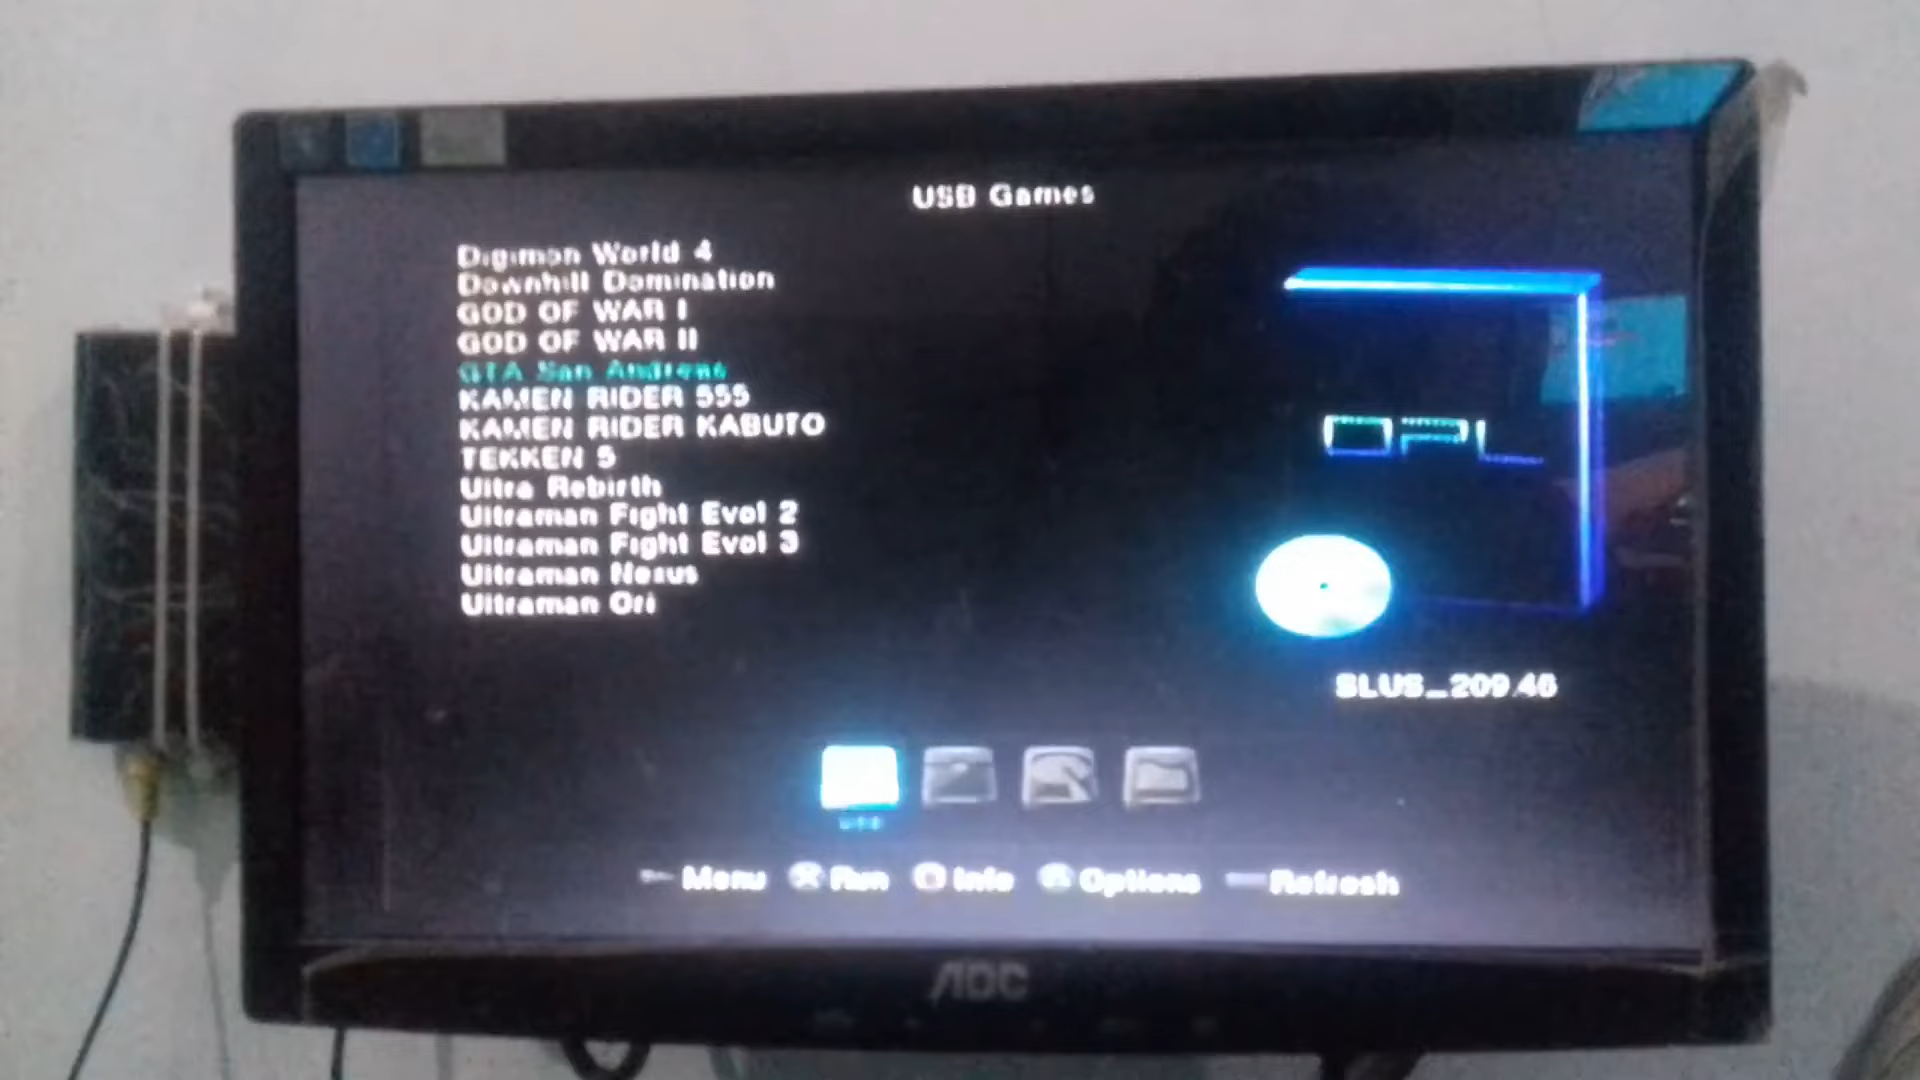 USB Games
Digimon World 4
Downhill Domination
GOD OF WAR I
GOD OF WAR II
GTA San Andreas
KAMEN RIDER 555
KAMEN RIDER KABUTO
TEKKEN 5
Ultra Rebirth
Ultraman Fight Evol 2
Ultraman Fight Evol 3
Ultraman Nexus
Ultraman Ori
OPL
SLUS_209.46
USB
Menu Run Info Options Refresh
AOC